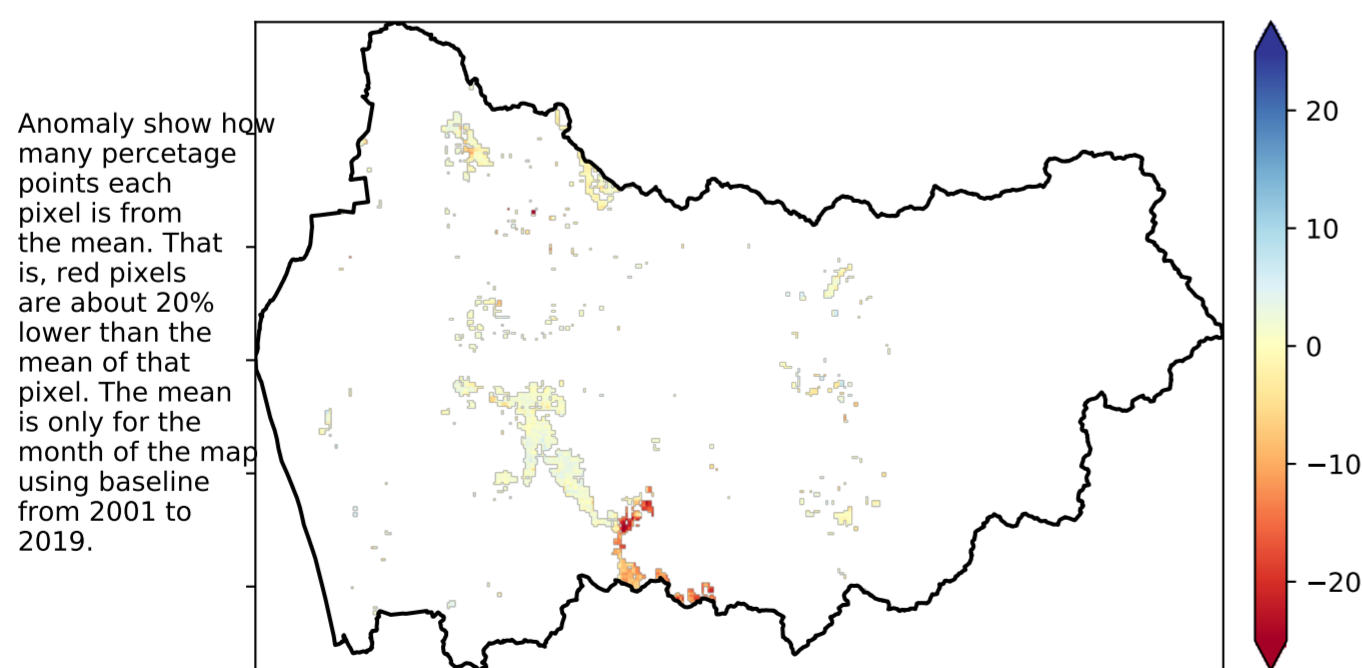 Anomaly show how
many percetage
points each
pixel is from
the mean. That
is, red pixels
are about 20%
lower than the
mean of that
pixel. The mean
is only for the
month of the map
using baseline
from 2001 to
2019.
20
10
0
−10
−20